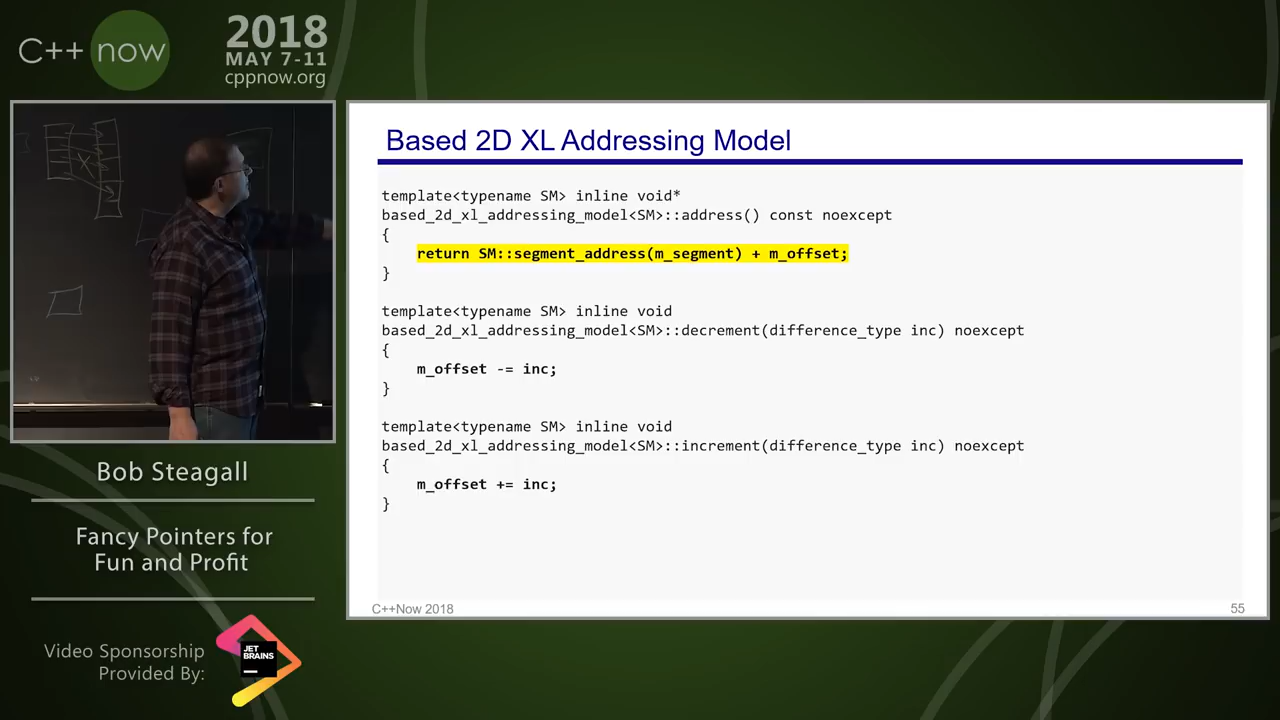 C++ now
2018
MAY 7-11
cppnow.org
Based 2D XL Addressing Model
template<typename SM> inline void*
based_2d_xl_addressing_model<SM>::address() const noexcept
{
    return SM::segment_address(m_segment) + m_offset;
}
template<typename SM> inline void
based_2d_xl_addressing_model<SM>::decrement(difference_type inc) noexcept
{
    m_offset -= inc;
}
template<typename SM> inline void
based_2d_xl_addressing_model<SM>::increment(difference_type inc) noexcept
{
    m_offset += inc;
}
C++Now 2018
55
Bob Steagall
Fancy Pointers for
Fun and Profit
Video Sponsorship
Provided By:
JET
BRAINS